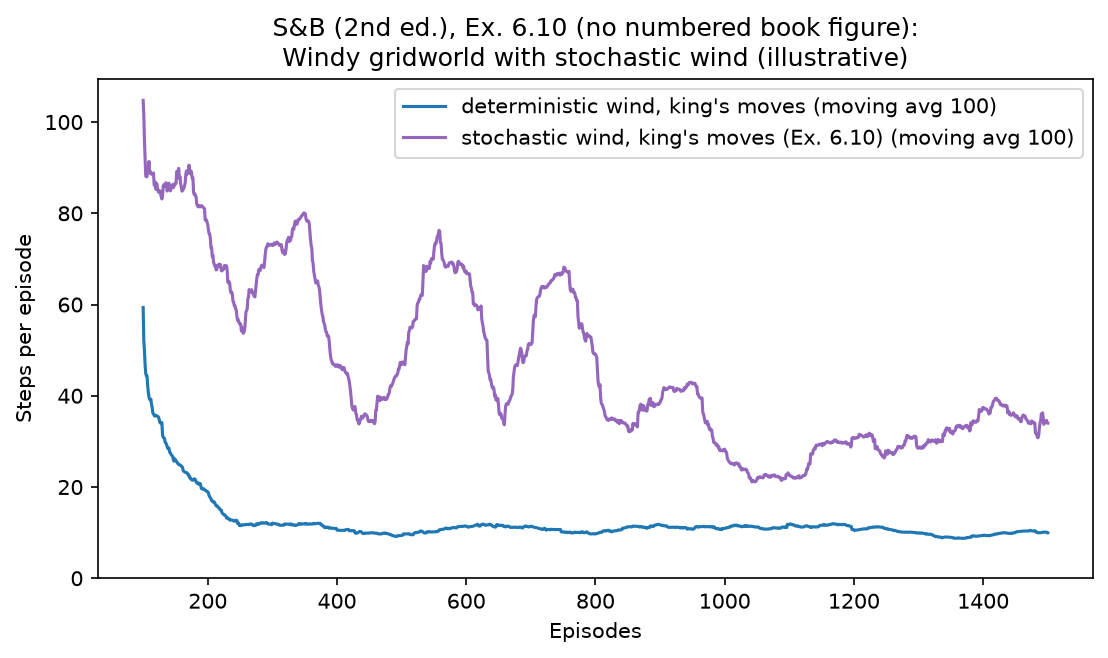 S&B (2nd ed.), Ex. 6.10 (no numbered book figure):
Windy gridworld with stochastic wind (illustrative)
deterministic wind, king's moves (moving avg 100)
stochastic wind, king's moves (Ex. 6.10) (moving avg 100)
Steps per episode
100
80
60
40
20
0
200 400 600 800 1000 1200 1400
Episodes